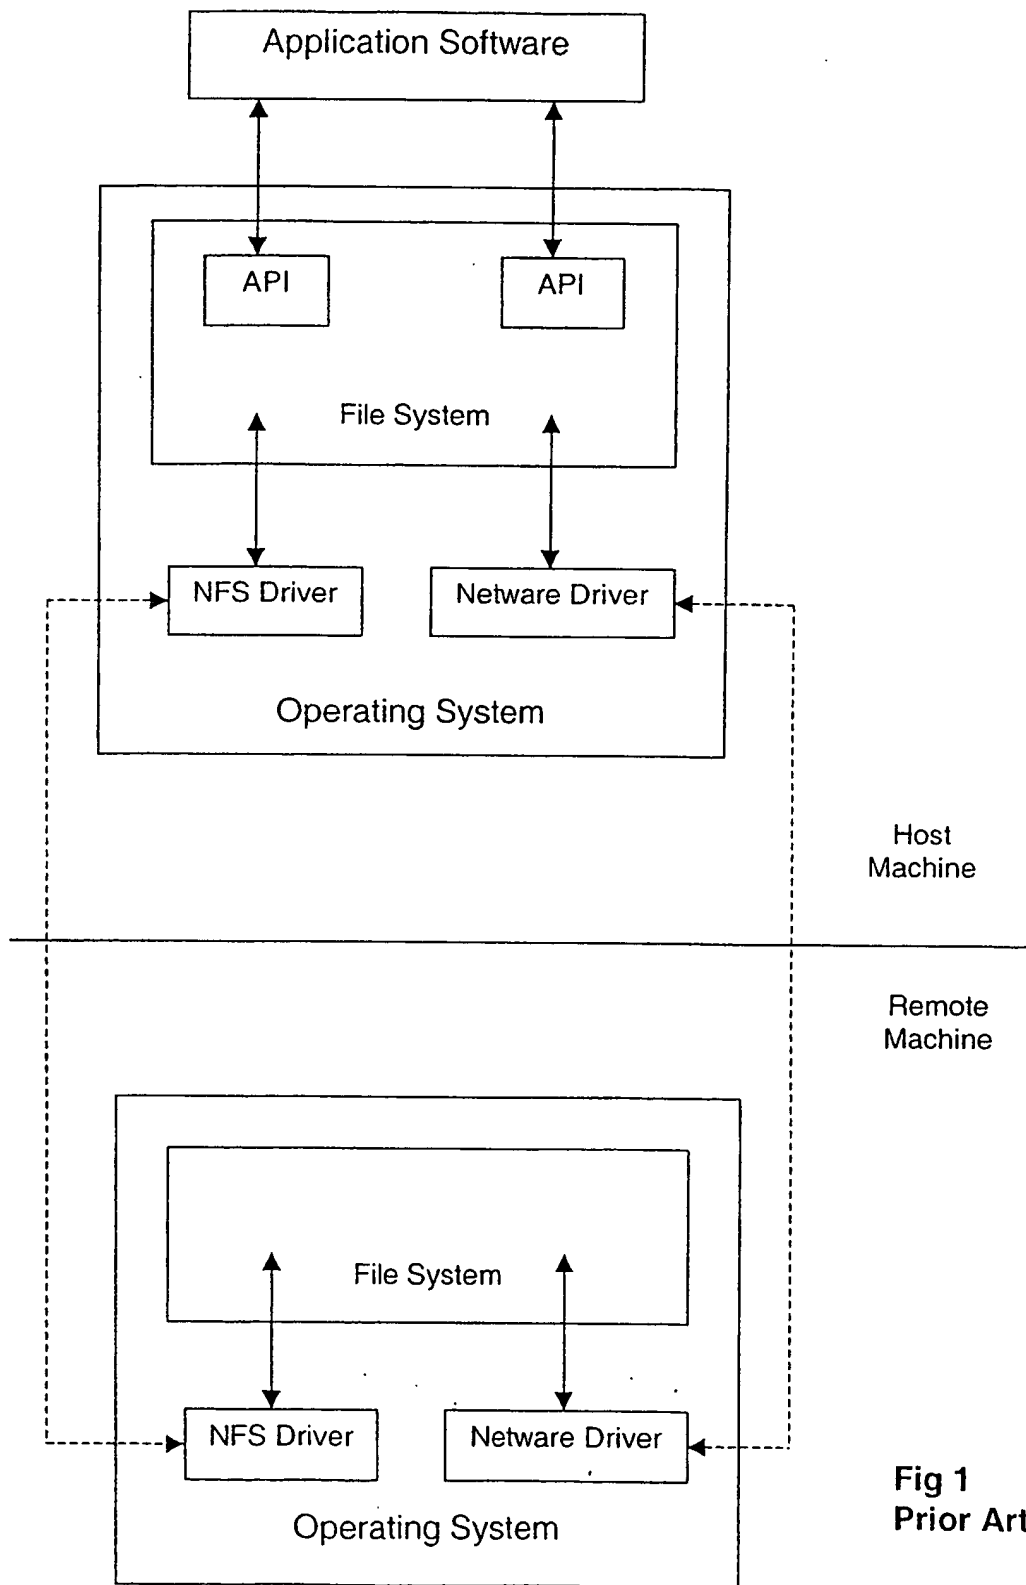 Application Software
API
API
File System
NFS Driver
Netware Driver
Operating System
Host
Machine
Remote
Machine
File System
NFS Driver
Netware Driver
Operating System
Fig 1
Prior Art